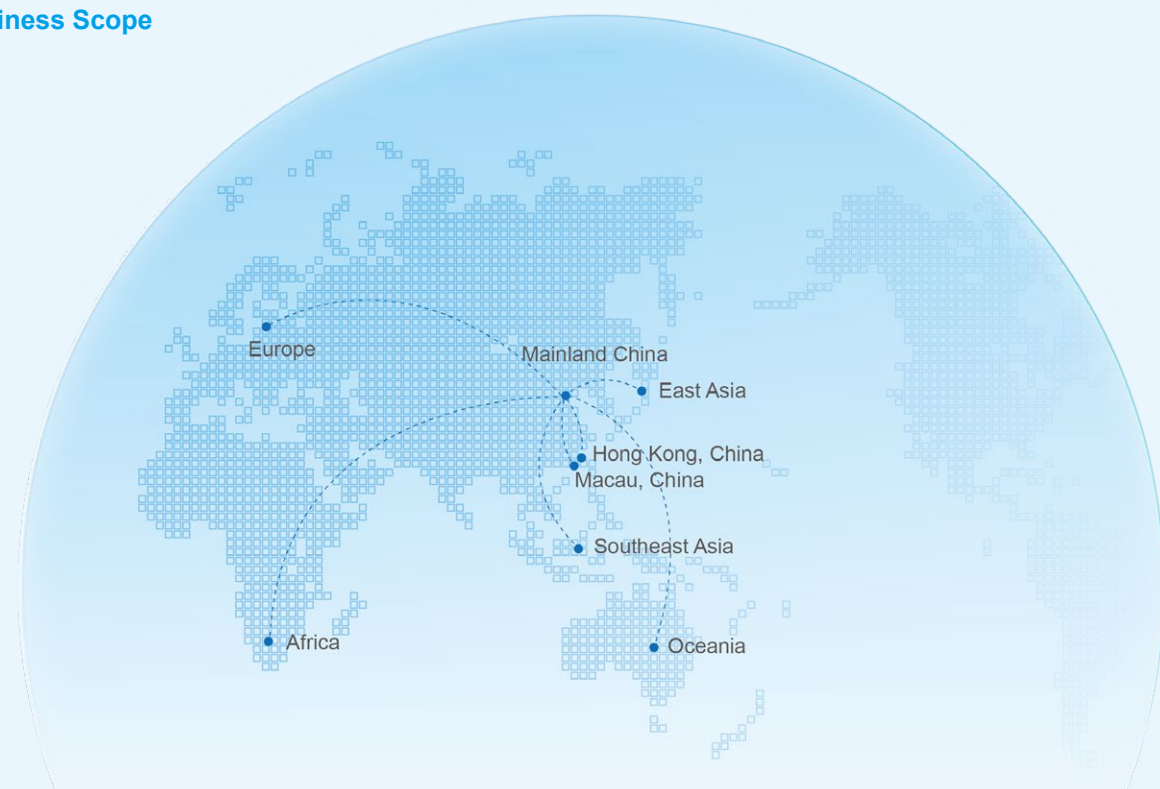 iness Scope
Europe
Mainland China
East Asia
Hong Kong, China
Macau, China
Southeast Asia
Africa
Oceania